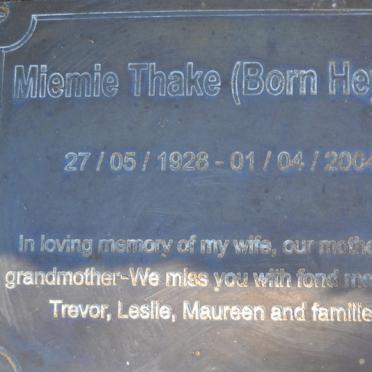 Miemie Thake (Born He
27 / 05 / 1928 - 01 / 04 / 2004
In loving memory of my wife, our mothe
grandmother-We miss you with fond me
Trevor, Leslie, Maureen and familie